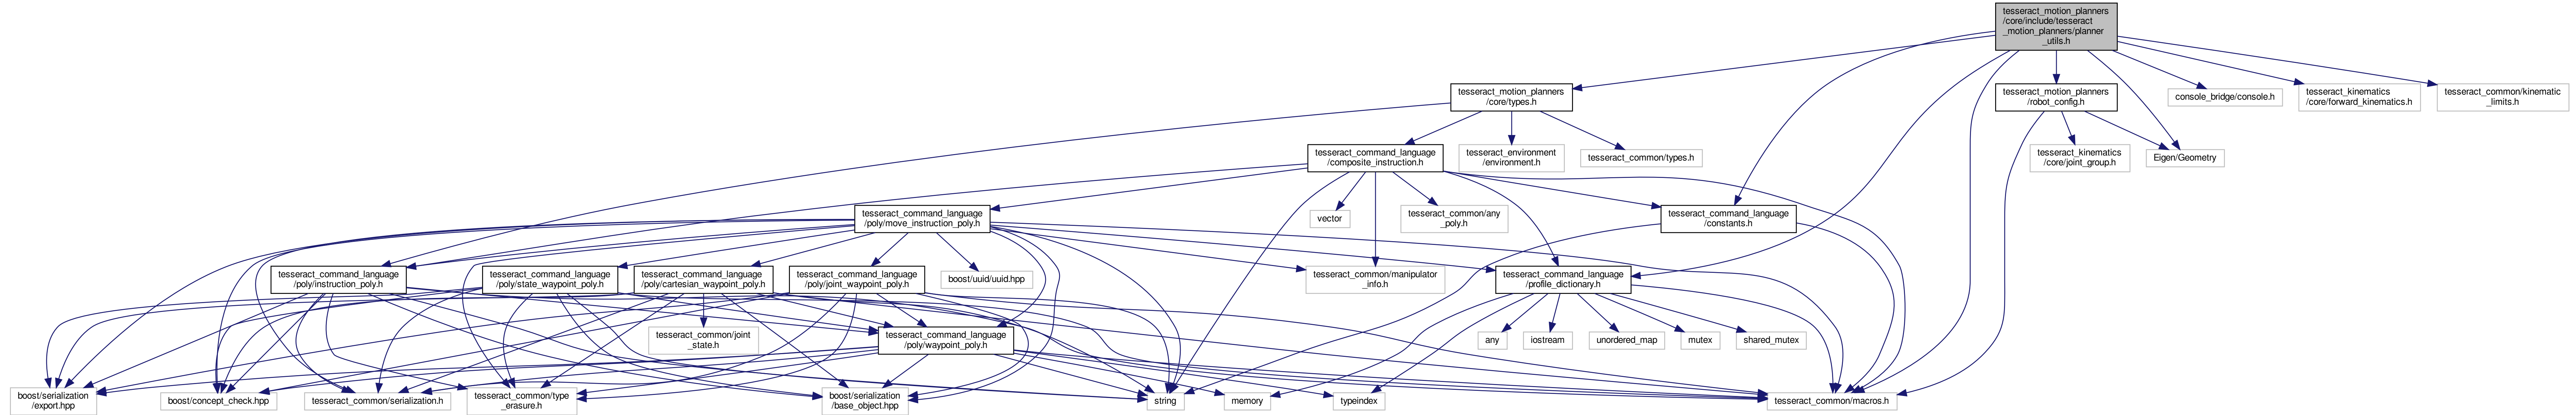 tesseract_motion_planners
/core/include/tesseract
_motion_planners/planner
_utils.h
tesseract_motion_planners
/core/types.h
tesseract_motion_planners
/robot_config.h
console_bridge/console.h
tesseract_kinematics
/core/forward_kinematics.h
tesseract_common/kinematic
_limits.h
tesseract_command_language
/composite_instruction.h
tesseract_environment
/environment.h
tesseract_common/types.h
tesseract_kinematics
/core/joint_group.h
Eigen/Geometry
tesseract_command_language
/poly/move_instruction_poly.h
vector
tesseract_common/any
_poly.h
tesseract_command_language
/constants.h
tesseract_command_language
/poly/instruction_poly.h
tesseract_command_language
/poly/state_waypoint_poly.h
tesseract_command_language
/poly/cartesian_waypoint_poly.h
tesseract_command_language
/poly/joint_waypoint_poly.h
boost/uuid/uuid.hpp
tesseract_common/manipulator
_info.h
tesseract_command_language
/profile_dictionary.h
tesseract_common/joint
_state.h
tesseract_command_language
/poly/waypoint_poly.h
any
iostream
unordered_map
mutex
shared_mutex
boost/serialization
/export.hpp
boost/concept_check.hpp
tesseract_common/serialization.h
tesseract_common/type
_erasure.h
boost/serialization
/base_object.hpp
string
memory
typeindex
tesseract_common/macros.h